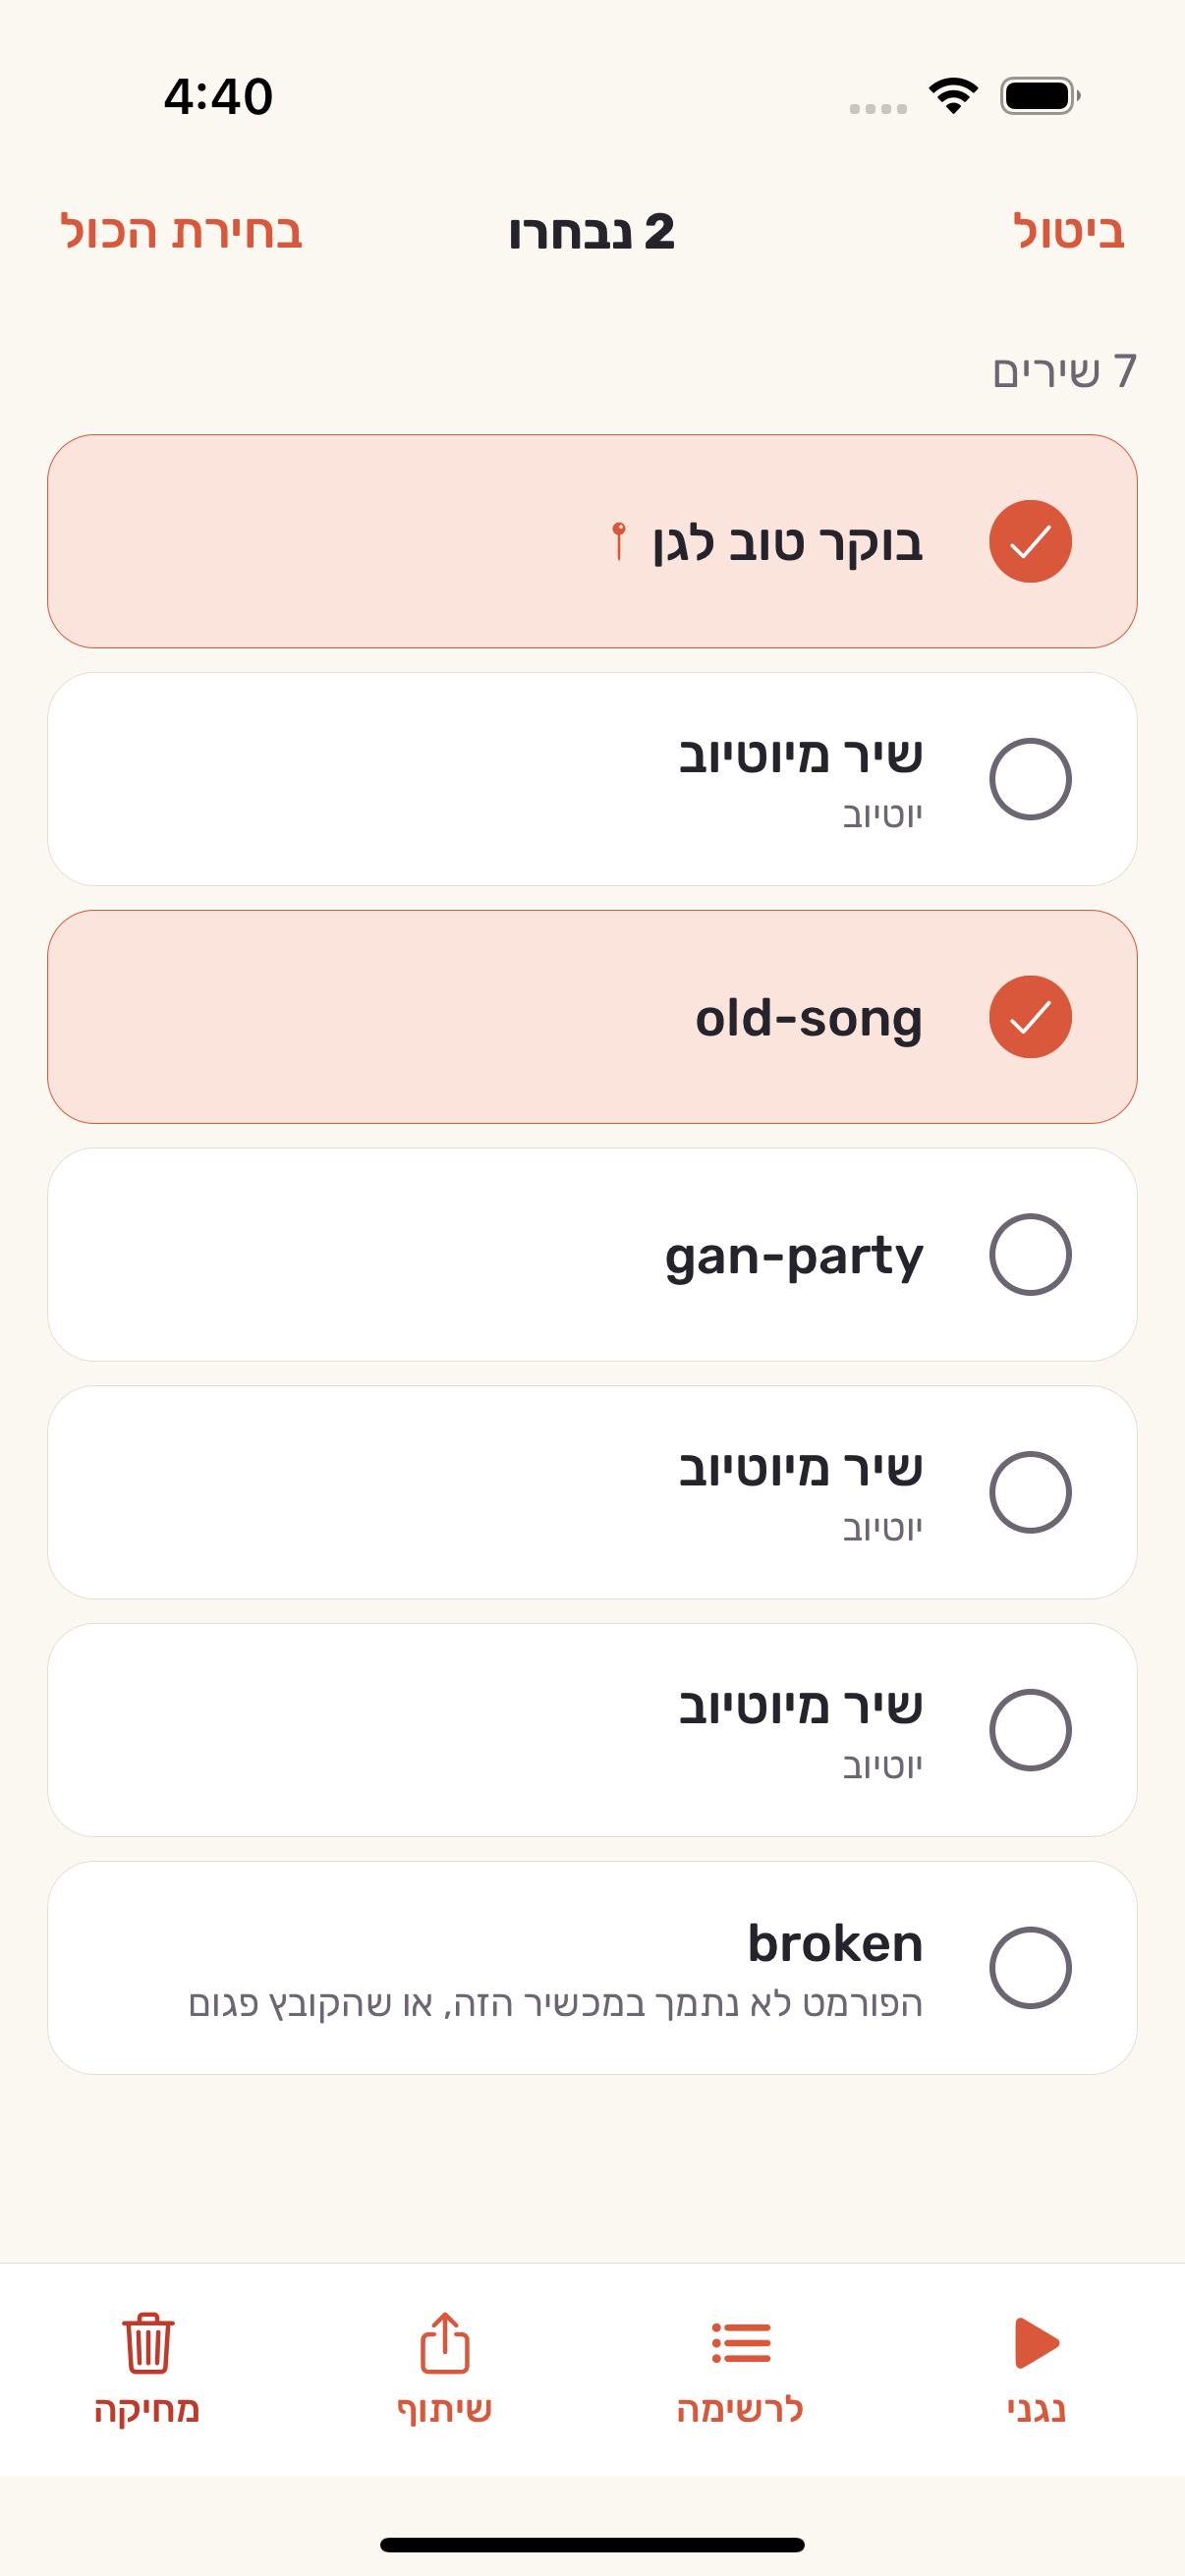 4:40
ביטול
2 נבחרו
בחירת הכול
7 שירים
בוקר טוב לגן
שיר מיוטיוב
יוטיוב
old-song
gan-party
שיר מיוטיוב
יוטיוב
שיר מיוטיוב
יוטיוב
broken
הפורמט לא נתמך במכשיר הזה, או שהקובץ פגום
נגני
לרשימה
שיתוף
מחיקה